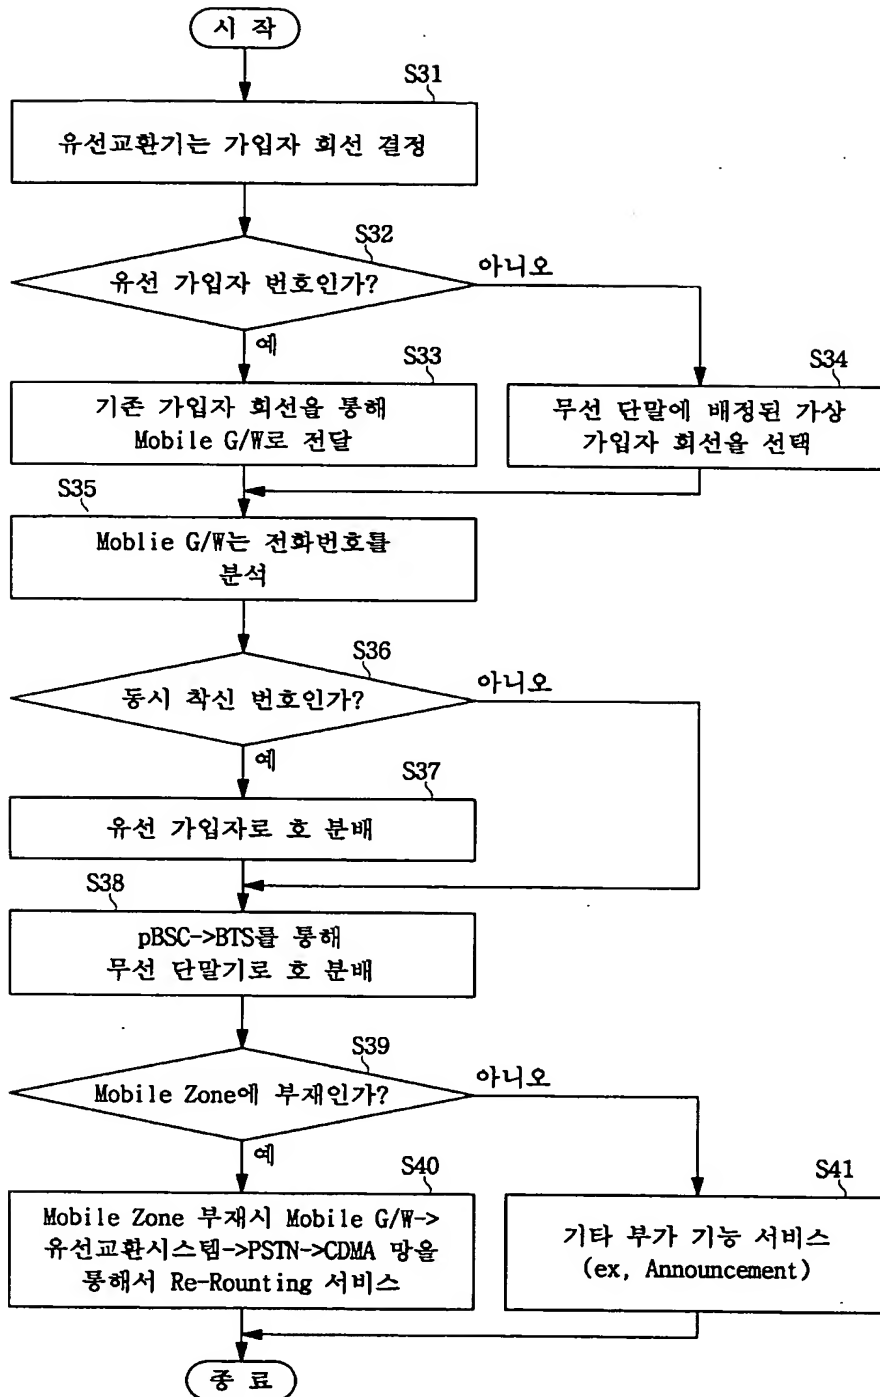 시 작
S31
유선교환기는 가입자 회선 결정
S32
유선 가입자 번호인가?
아니오
예
S33
기존 가입자 회선을 통해
Mobile G/W로 전달
S34
무선 단말에 배정된 가상
가입자 회선을 선택
S35
Moblie G/W는 전화번호를
분석
S36
동시 착신 번호인가?
아니오
예
S37
유선 가입자로 호 분배
S38
pBSC->BTS를 통해
무선 단말기로 호 분배
S39
Mobile Zone에 부재인가?
아니오
예
S40
Mobile Zone 부재시 Mobile G/W->
유선교환시스템->PSTN->CDMA 망을
통해서 Re-Rounting 서비스
S41
기타 부가 기능 서비스
(ex, Announcement)
종 료